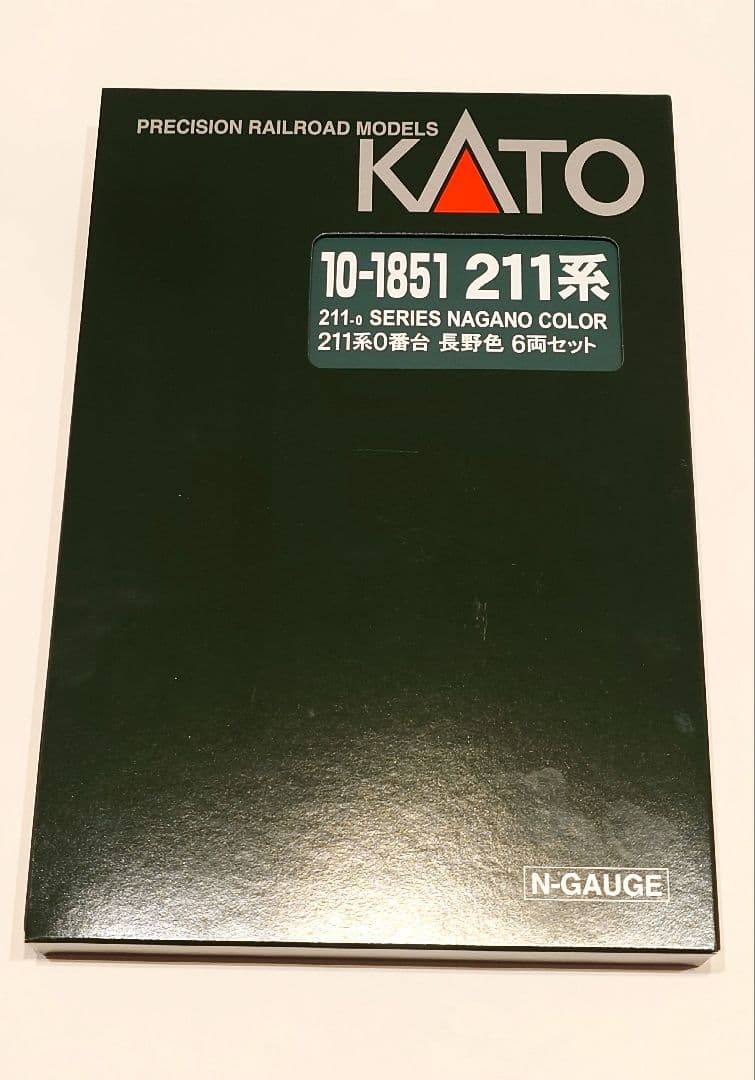 PRECISION RAILROAD MODELS
KATO
10-1851 211系
211-0 SERIES NAGANO COLOR
211系0番台 長野色 6両セット
N-GAUGE